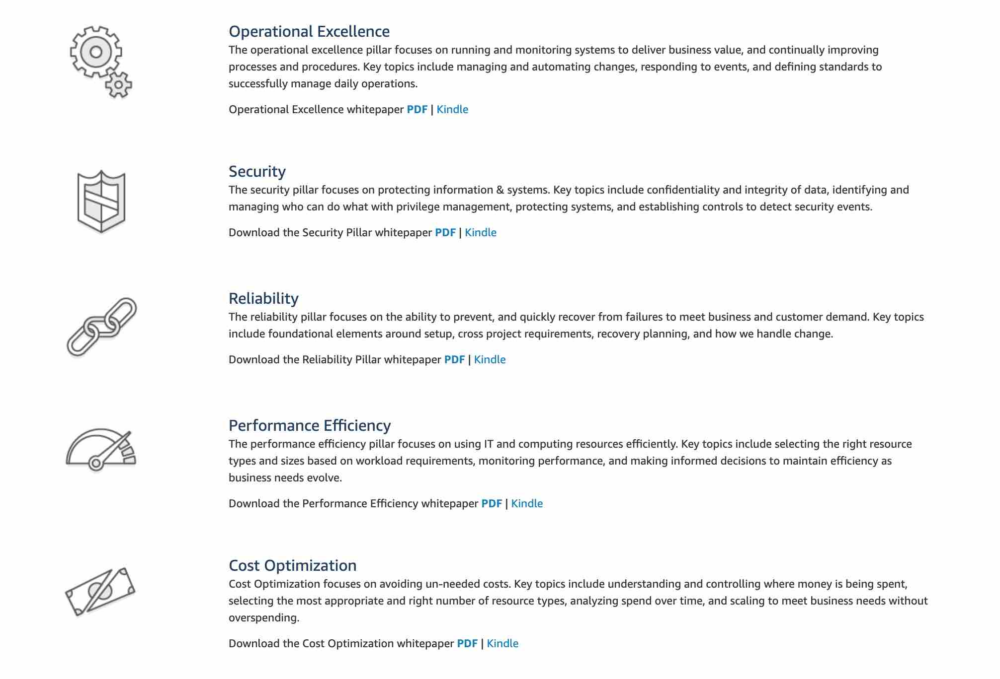 Operational Excellence
The operational excellence pillar focuses on running and monitoring systems to deliver business value, and continually improving
processes and procedures. Key topics include managing and automating changes, responding to events, and defining standards to
successfully manage daily operations.
Operational Excellence whitepaper PDF | Kindle
Security
The security pillar focuses on protecting information & systems. Key topics include confidentiality and integrity of data, identifying and
managing who can do what with privilege management, protecting systems, and establishing controls to detect security events.
Download the Security Pillar whitepaper PDF | Kindle
Reliability
The reliability pillar focuses on the ability to prevent, and quickly recover from failures to meet business and customer demand. Key topics
include foundational elements around setup, cross project requirements, recovery planning, and how we handle change.
Download the Reliability Pillar whitepaper PDF | Kindle
Performance Efficiency
The performance efficiency pillar focuses on using IT and computing resources efficiently. Key topics include selecting the right resource
types and sizes based on workload requirements, monitoring performance, and making informed decisions to maintain efficiency as
business needs evolve.
Download the Performance Efficiency whitepaper PDF | Kindle
Cost Optimization
Cost Optimization focuses on avoiding un-needed costs. Key topics include understanding and controlling where money is being spent,
selecting the most appropriate and right number of resource types, analyzing spend over time, and scaling to meet business needs without
overspending.
Download the Cost Optimization whitepaper PDF | Kindle